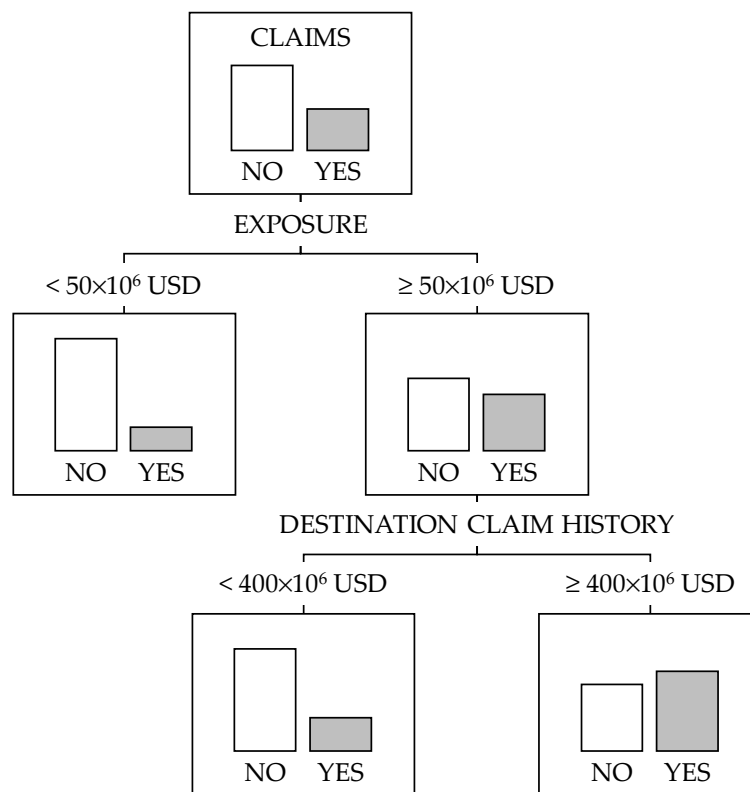 CLAIMS
NO YES
EXPOSURE
< 50×10⁶ USD ≥ 50×10⁶ USD
NO YES NO YES
DESTINATION CLAIM HISTORY
< 400×10⁶ USD ≥ 400×10⁶ USD
NO YES NO YES